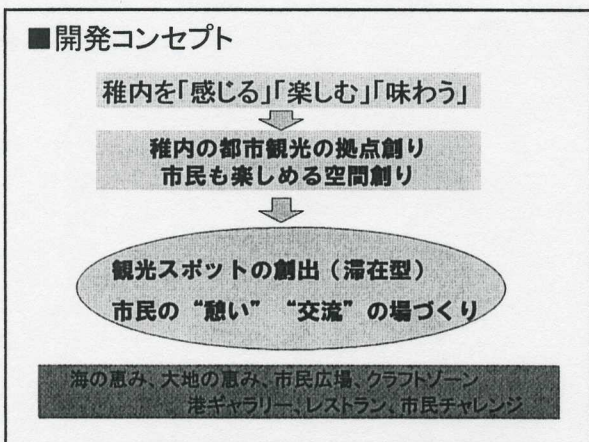 ■開発コンセプト
稚内を「感じる」「楽しむ」「味わう」
稚内の都市観光の拠点創り
市民も楽しめる空間創り
観光スポットの創出（滞在型）
市民の“憩い”“交流”の場づくり
海の恵み、大地の恵み、市民広場、クラフトゾーン
港ギャラリー、レストラン、市民チャレンジ